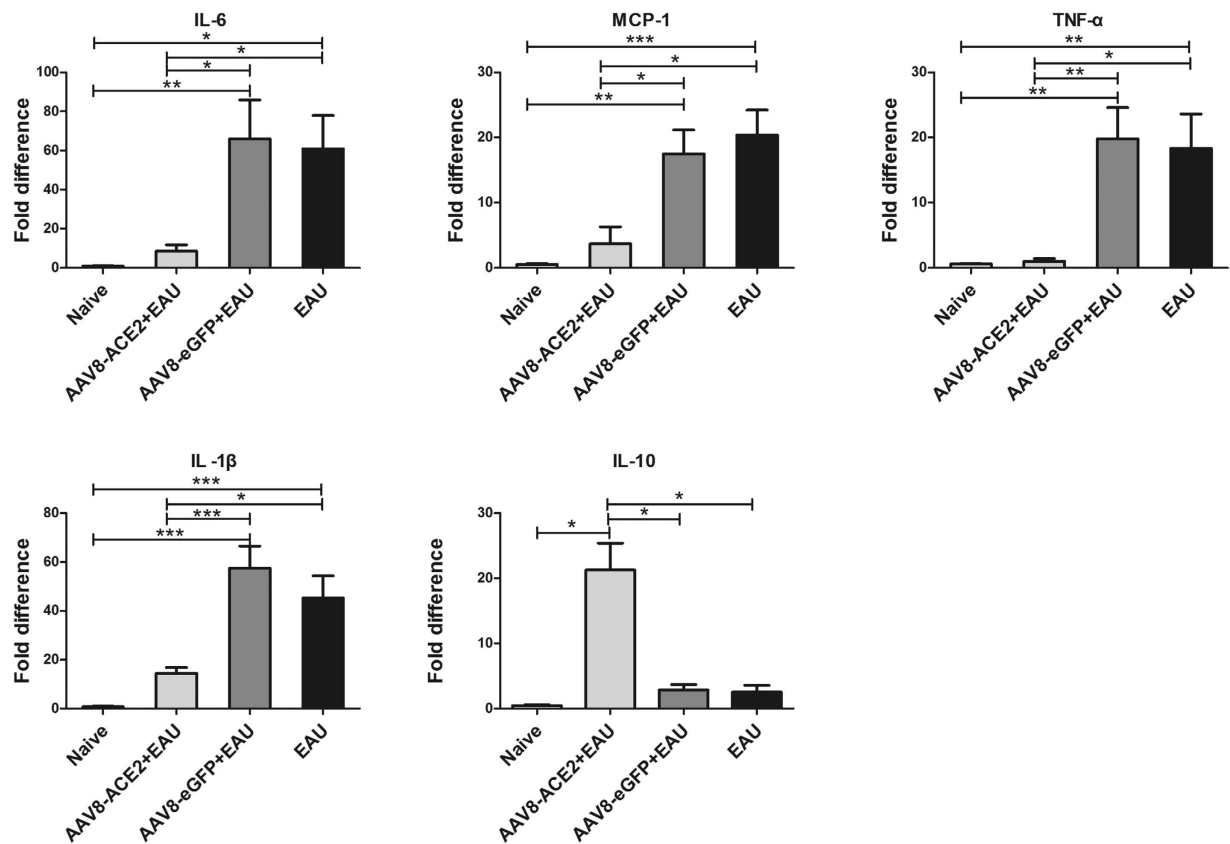 IL-6
*
*
*
**
Fold difference
100
80
60
40
20
0
Naive
AAV8-ACE2+EAU
AAV8-eGFP+EAU
EAU
MCP-1
***
*
*
**
Fold difference
30
20
10
0
Naive
AAV8-ACE2+EAU
AAV8-eGFP+EAU
EAU
TNF-α
**
*
**
**
Fold difference
30
20
10
0
Naive
AAV8-ACE2+EAU
AAV8-eGFP+EAU
EAU
IL -1β
***
*
***
***
Fold difference
80
60
40
20
0
Naive
AAV8-ACE2+EAU
AAV8-eGFP+EAU
EAU
IL-10
*
*
*
Fold difference
30
20
10
0
Naive
AAV8-ACE2+EAU
AAV8-eGFP+EAU
EAU